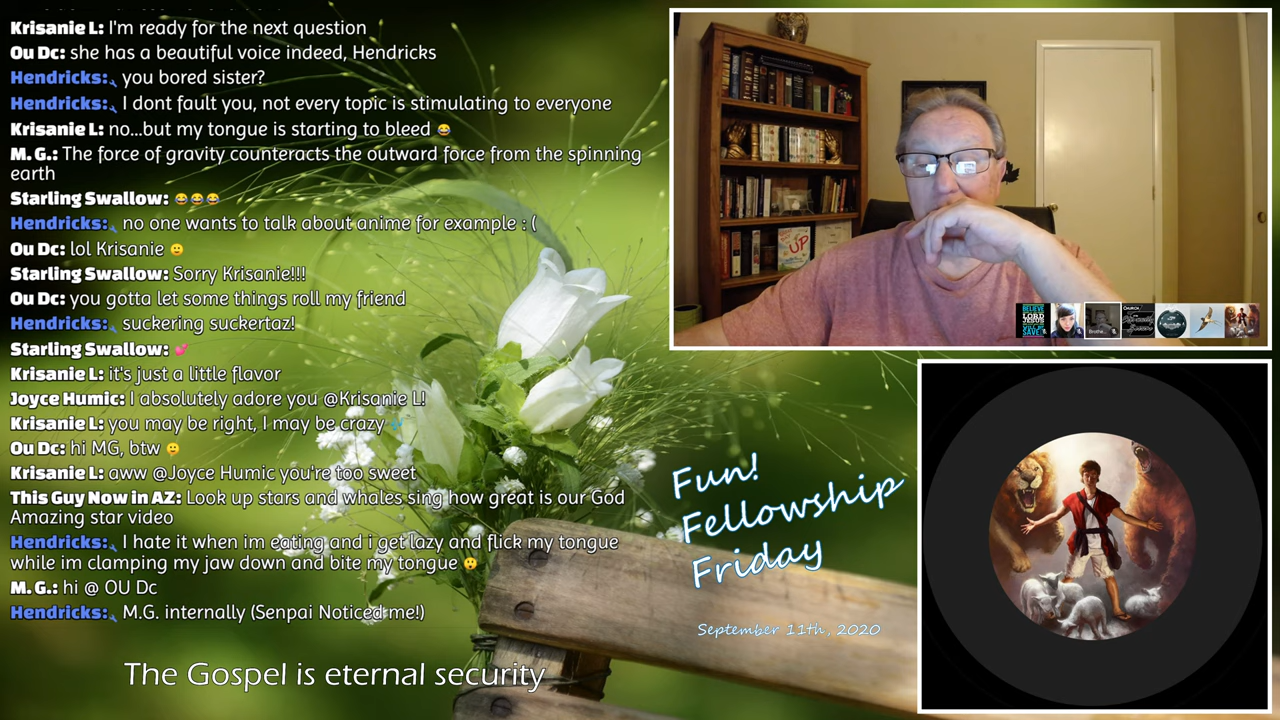 Krisanie L: I'm ready for the next question
Ou Dc: she has a beautiful voice indeed, Hendricks
Hendricks: you bored sister?
Hendricks: I dont fault you, not every topic is stimulating to everyone
Krisanie L: no...but my tongue is starting to bleed 😂
M. G.: The force of gravity counteracts the outward force from the spinning
earth
Starling Swallow: 😂😂😂
Hendricks: no one wants to talk about anime for example : (
Ou Dc: lol Krisanie 🙂
Starling Swallow: Sorry Krisanie!!!
Ou Dc: you gotta let some things roll my friend
Hendricks: suckering suckertaz!
Starling Swallow: 💕
Krisanie L: it's just a little flavor
Joyce Humic: I absolutely adore you @Krisanie L!
Krisanie L: you may be right, I may be crazy
Ou Dc: hi MG, btw 🙂
Krisanie L: aww @Joyce Humic you're too sweet
This Guy Now in AZ: Look up stars and whales sing how great is our God
Amazing star video
Hendricks: I hate it when im eating and i get lazy and flick my tongue
while im clamping my jaw down and bite my tongue 😲
M. G.: hi @ OU Dc
Hendricks: M.G. internally (Senpai Noticed me!)
The Gospel is eternal security
UP
BELIEVE
LORD
JESUS
WILL BE
SAVE
Brothe...
CHURCH
Fun!
Fellowship
Friday
September 11th, 2020